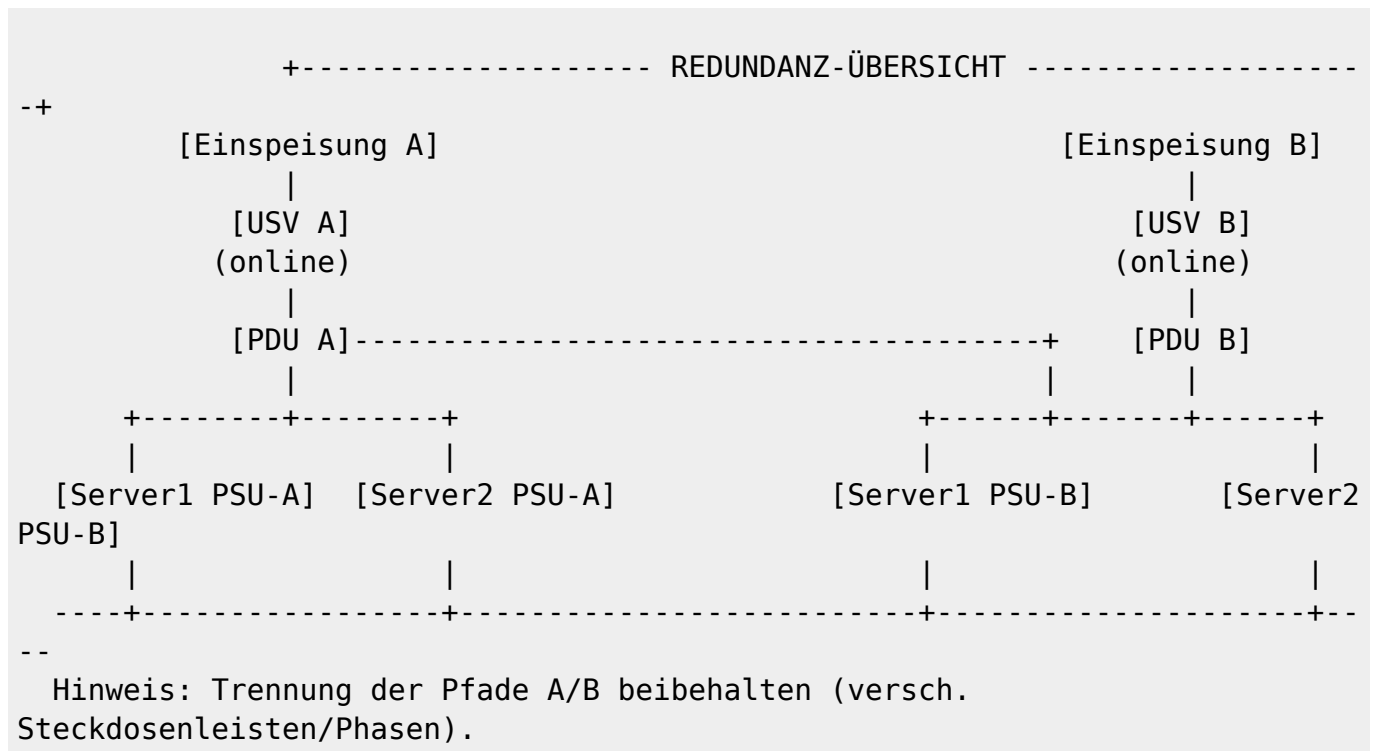 +-------------------- REDUNDANZ-ÜBERSICHT -------------------
-+
[Einspeisung A]                                   [Einspeisung B]
|                                                  |
[USV A]                                            [USV B]
(online)                                           (online)
|                                                  |
[PDU A]---------------------------------------+    [PDU B]
|                                          |       |
+--------+--------+                          +------+-------+------+
|                 |                          |                     |
[Server1 PSU-A]  [Server2 PSU-A]            [Server1 PSU-B]       [Server2
PSU-B]
|                 |                          |                     |
----+-----------------+--------------------------+---------------------+--
--
Hinweis: Trennung der Pfade A/B beibehalten (versch.
Steckdosenleisten/Phasen).